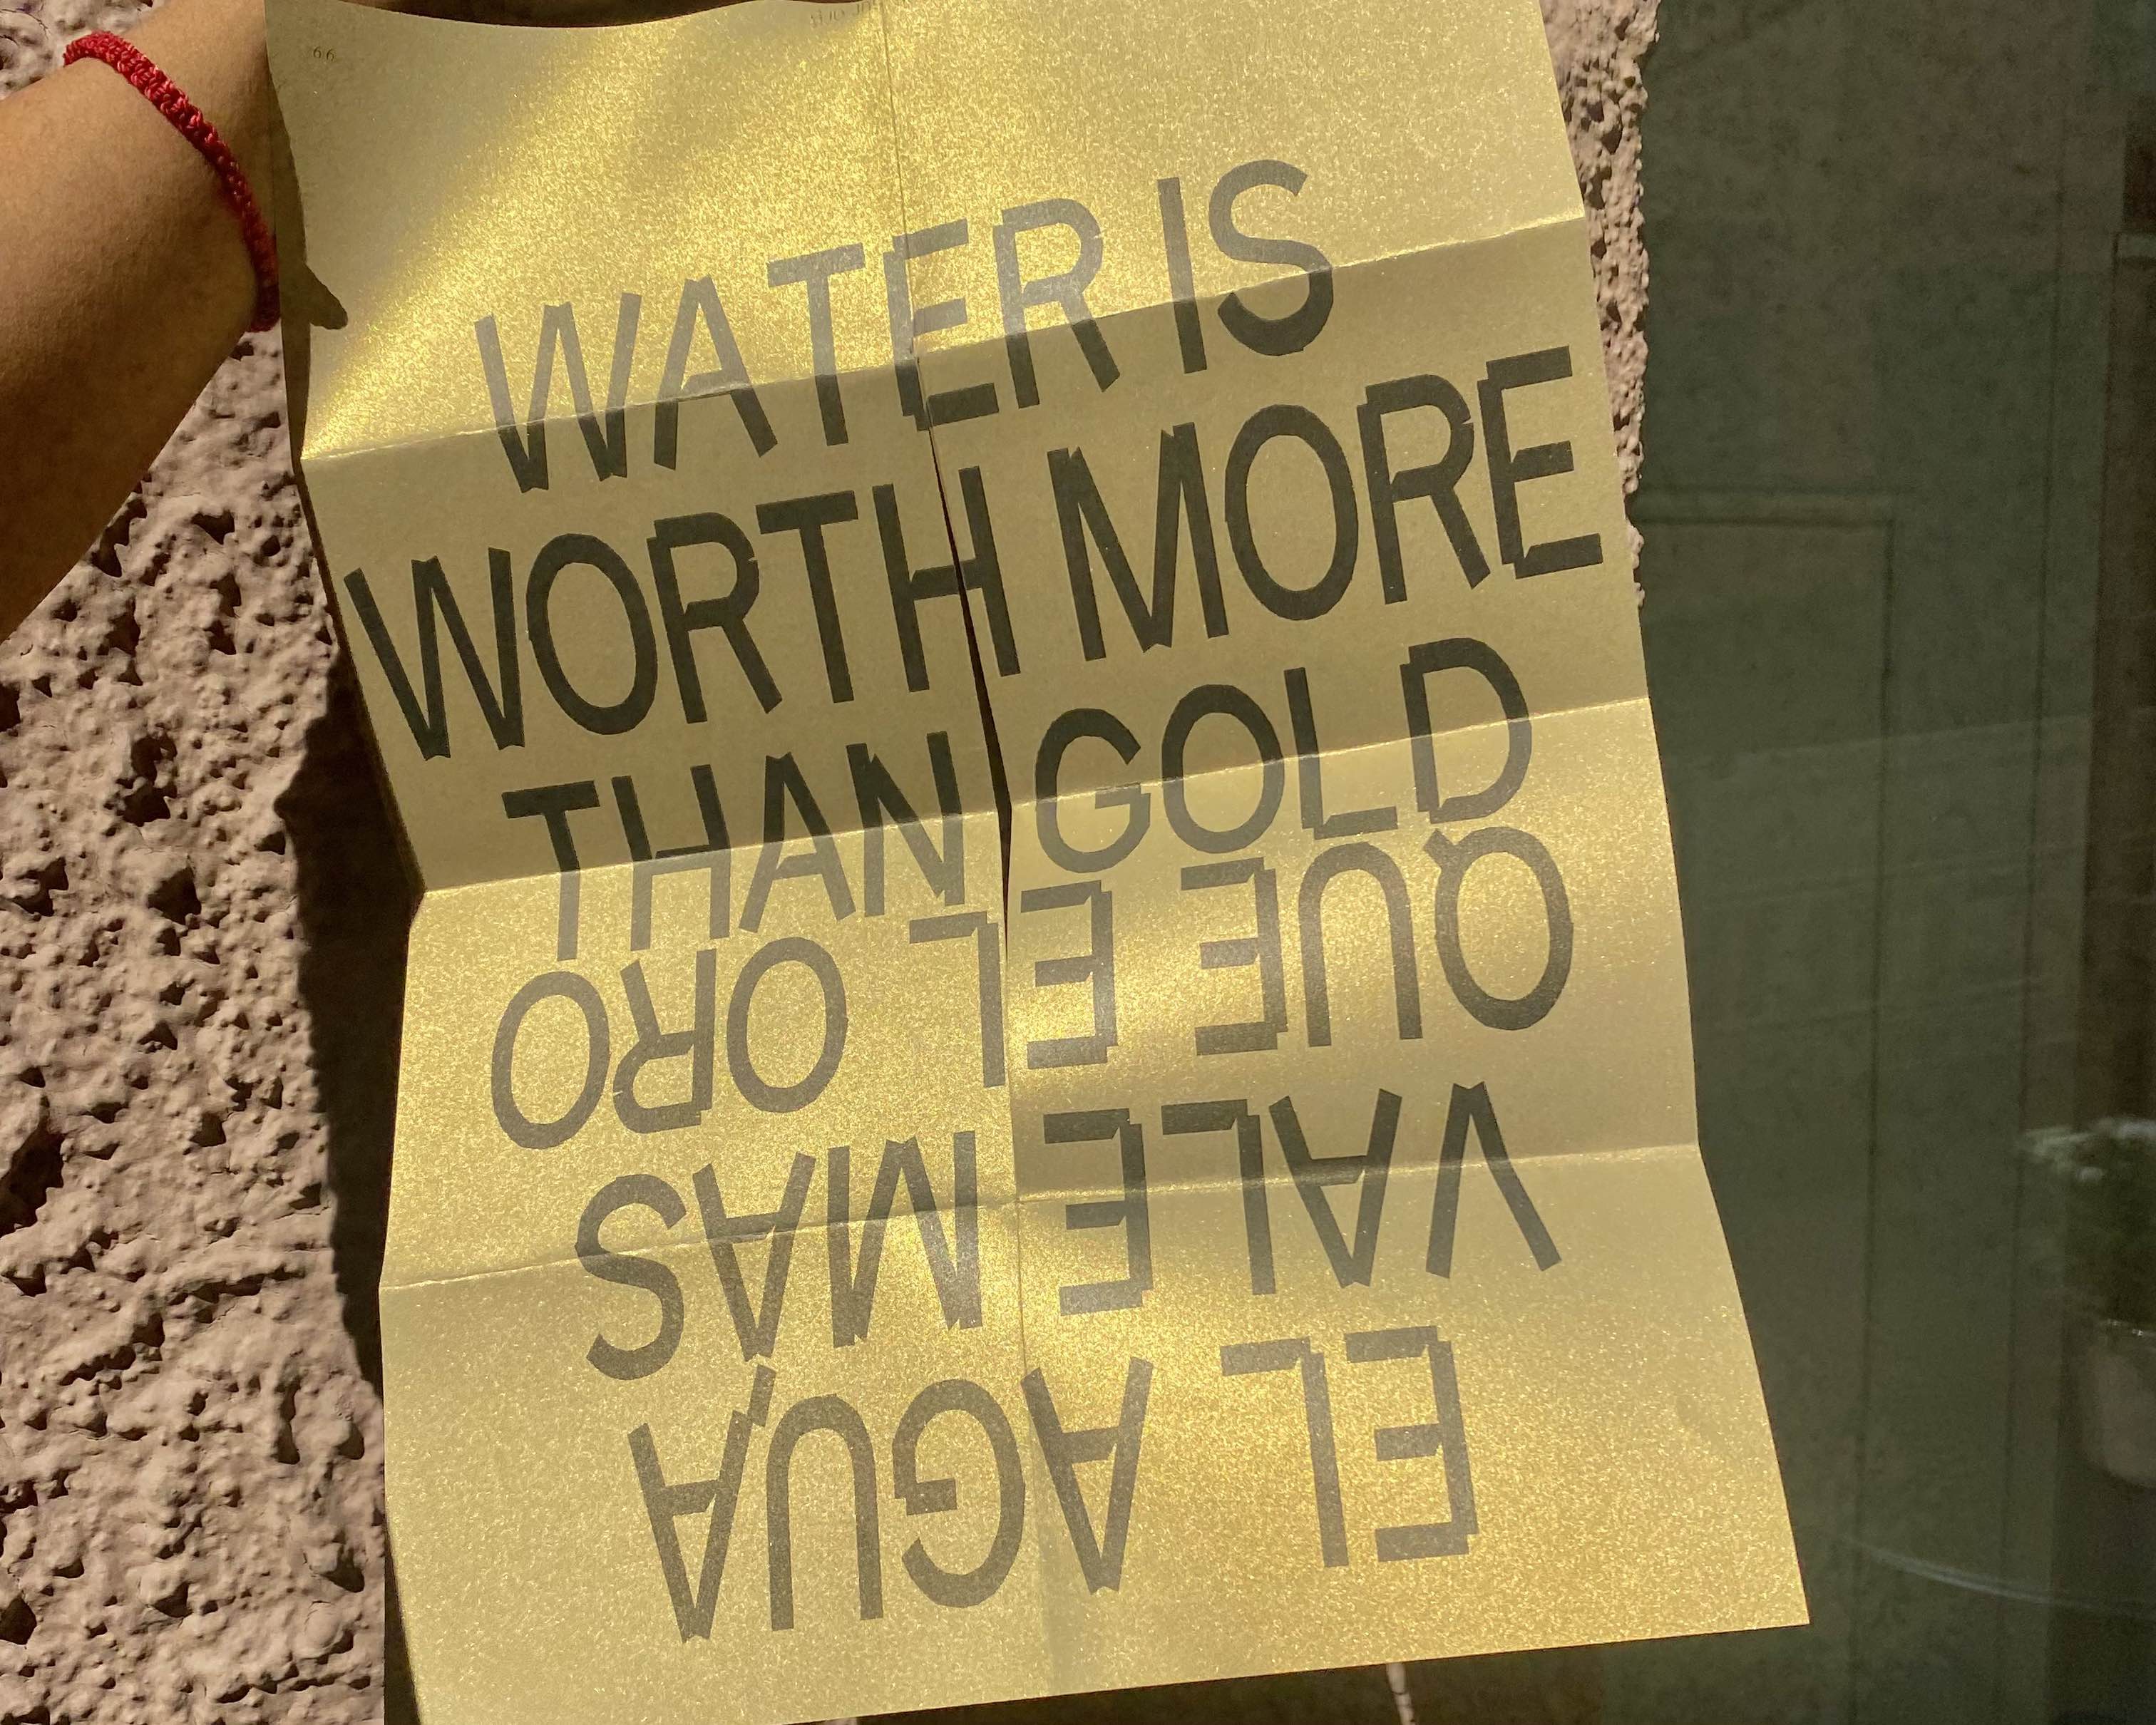 WATER IS
WORTH MORE
THAN GOLD
EL AGUA
VALE MÁS
QUE EL ORO